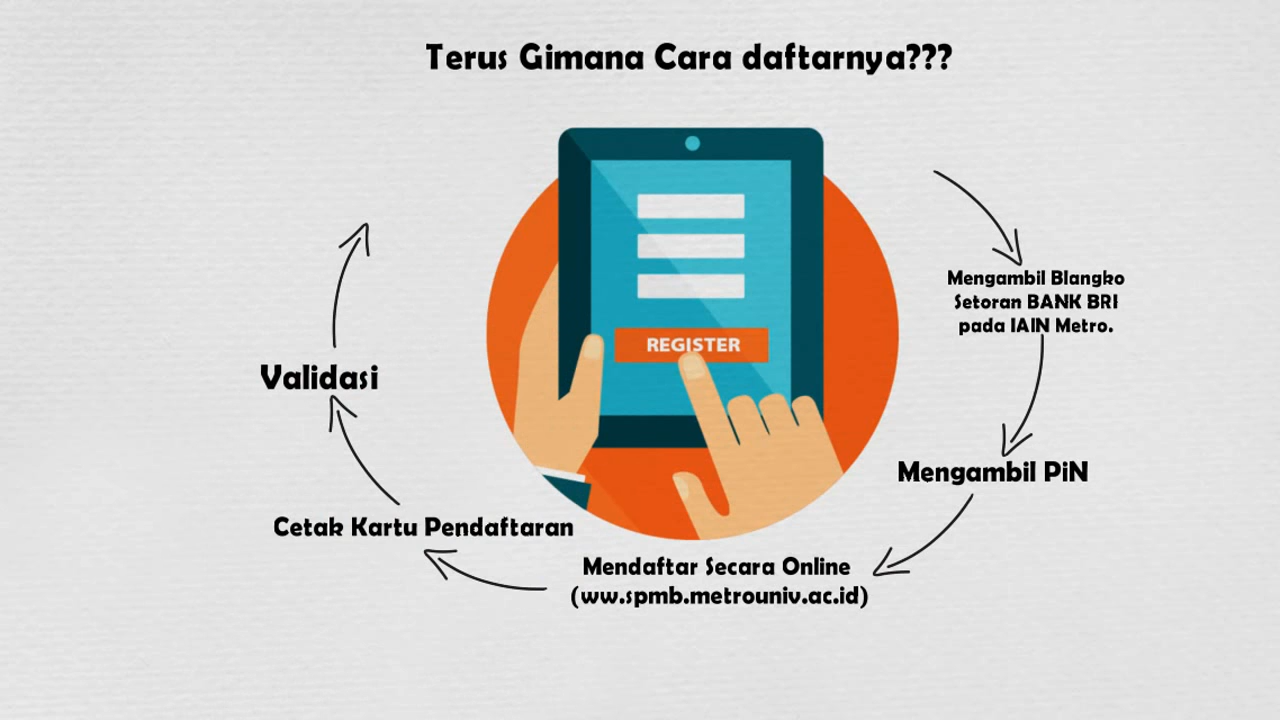 Terus Gimana Cara daftarnya???
REGISTER
Mengambil Blangko
Setoran BANK BRI
pada IAIN Metro.
Mengambil PiN
Mendaftar Secara Online
(ww.spmb.metrouniv.ac.id)
Cetak Kartu Pendaftaran
Validasi